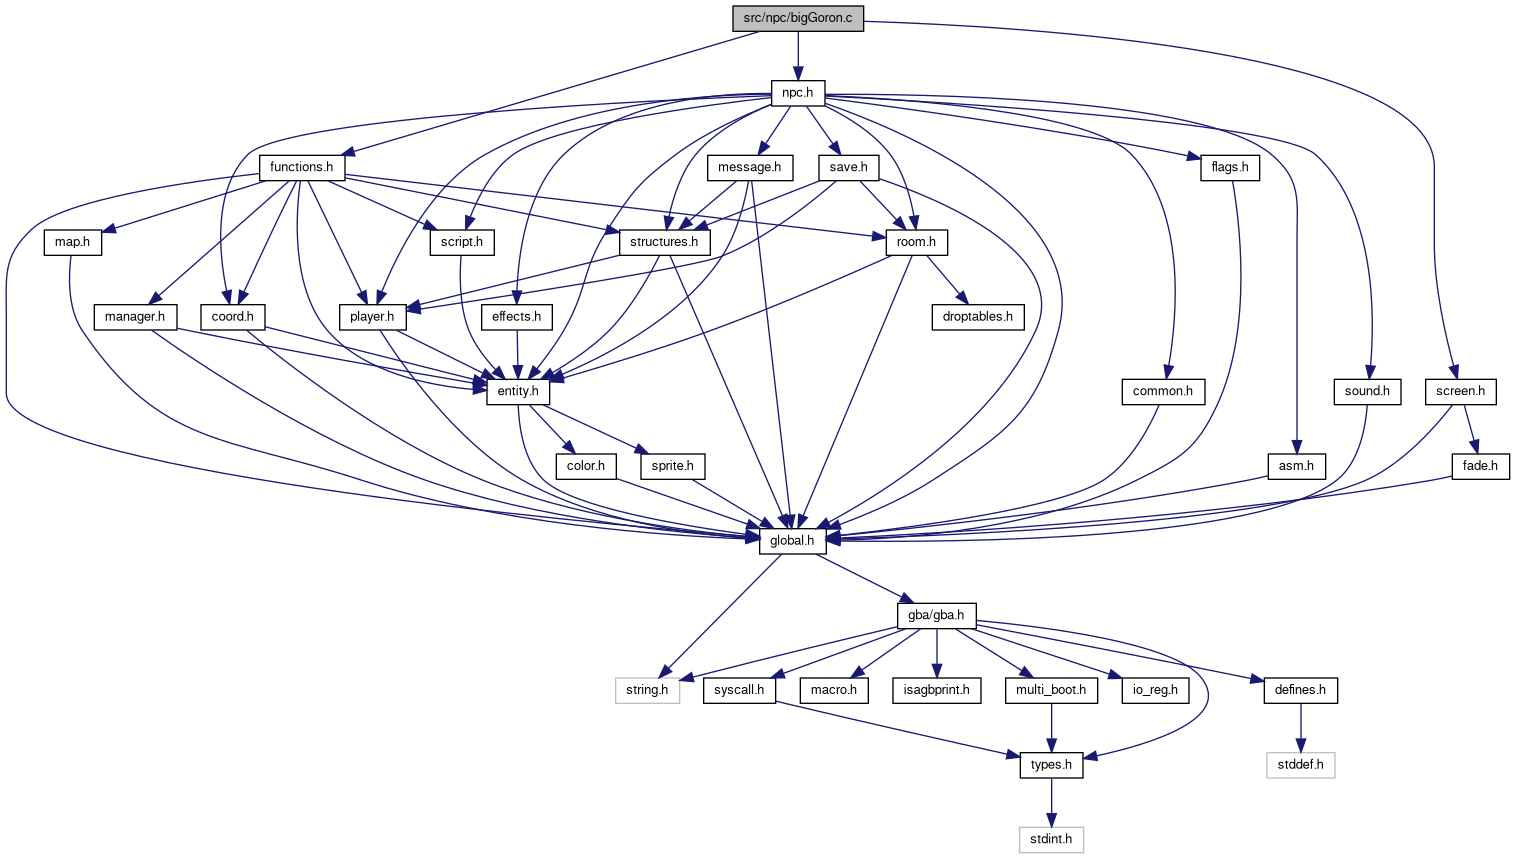 src/npc/bigGoron.c
npc.h
functions.h
message.h
save.h
flags.h
map.h
script.h
structures.h
room.h
manager.h
coord.h
player.h
effects.h
droptables.h
entity.h
common.h
sound.h
screen.h
color.h
sprite.h
asm.h
fade.h
global.h
gba/gba.h
string.h
syscall.h
macro.h
isagbprint.h
multi_boot.h
io_reg.h
defines.h
types.h
stddef.h
stdint.h